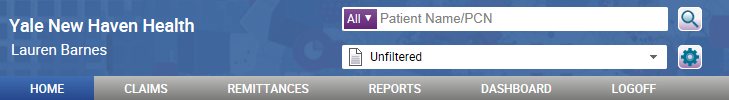 Yale New Haven Health
Lauren Barnes
All ▼ Patient Name/PCN
Unfiltered
HOME CLAIMS REMITTANCES REPORTS DASHBOARD LOGOFF